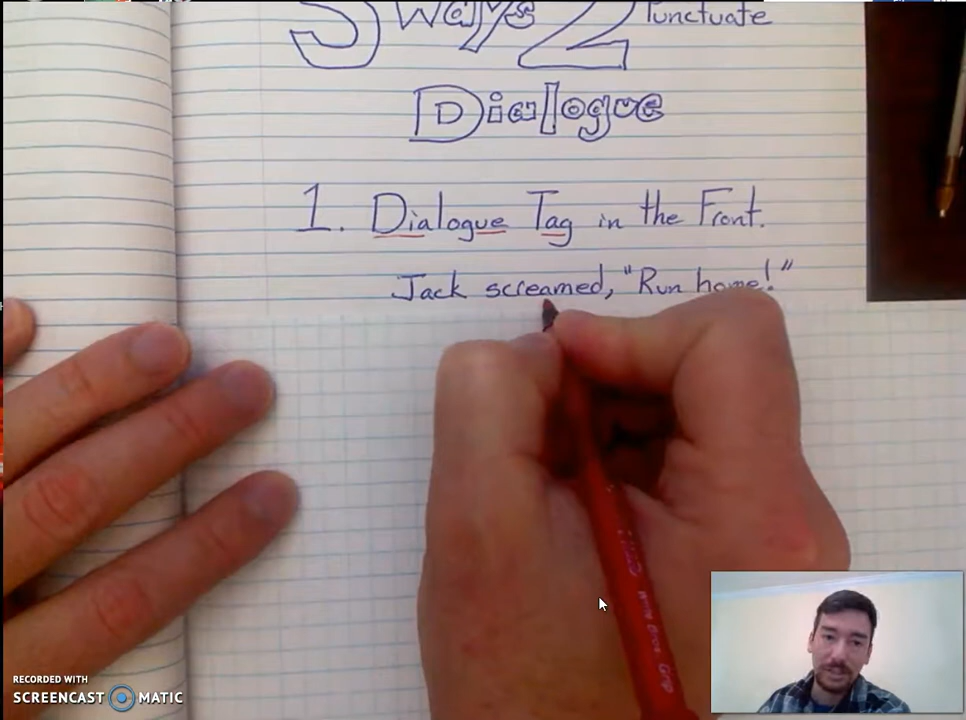 3 Ways 2 Punctuate
Dialogue
1. Dialogue Tag in the Front.
Jack screamed, "Run home!"
RECORDED WITH
SCREENCAST MATIC